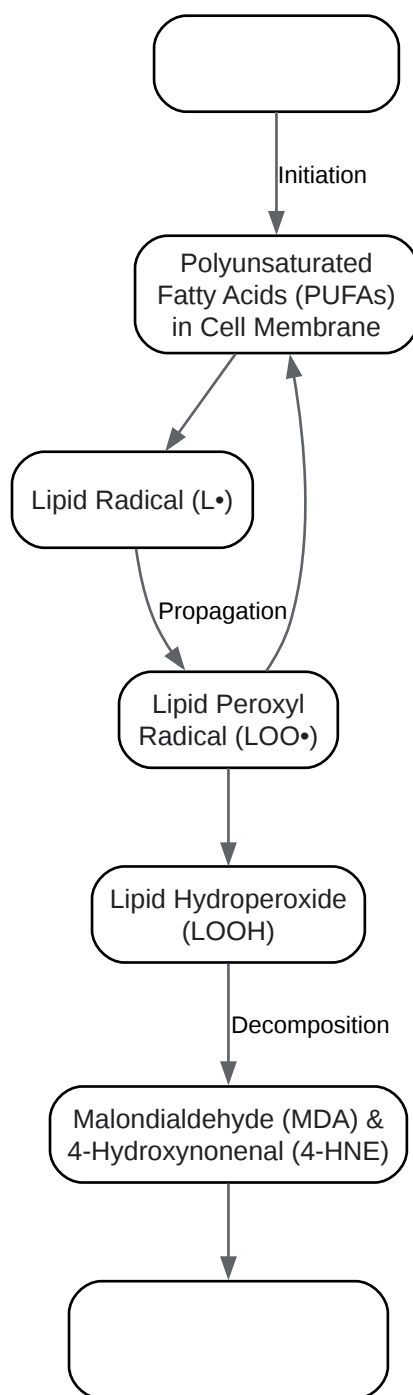 Initiation
Polyunsaturated
Fatty Acids (PUFAs)
in Cell Membrane
Lipid Radical (L•)
Propagation
Lipid Peroxyl
Radical (LOO•)
Lipid Hydroperoxide
(LOOH)
Decomposition
Malondialdehyde (MDA) &
4-Hydroxynonenal (4-HNE)